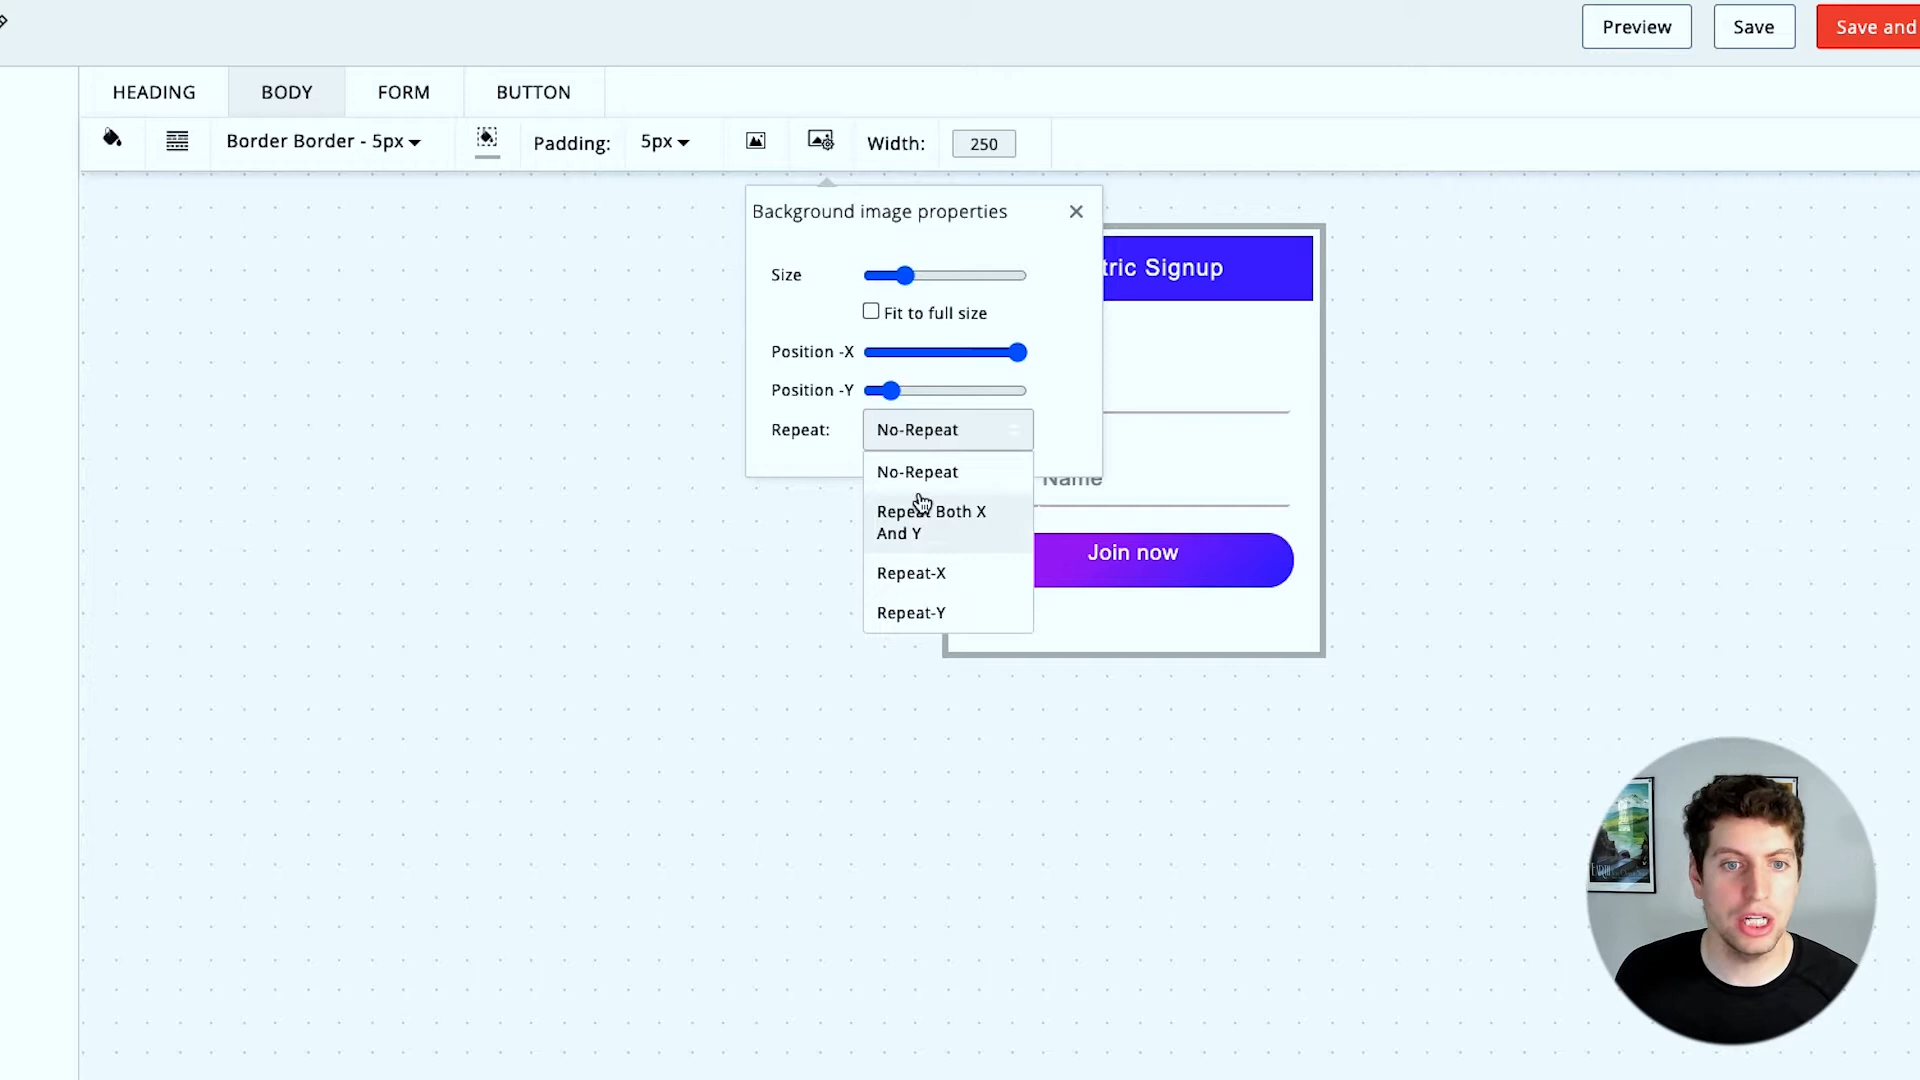 Preview
Save
Save and
HEADING
BODY
FORM
BUTTON
Border Border - 5px
Padding:
5px
Width:
250
Background image properties
Size
Fit to full size
Position -X
Position -Y
Repeat:
No-Repeat
No-Repeat
Repeat Both X
And Y
Repeat-X
Repeat-Y
tric Signup
Name
Join now
EARTH